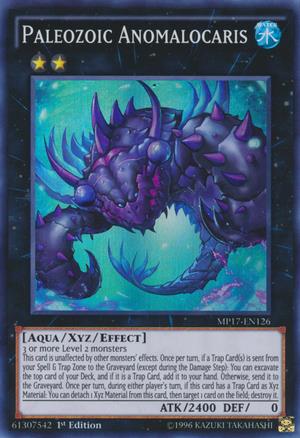 PALEOZOIC ANOMALOCARIS
WATER
水
MP17-EN126
[AQUA/XYZ/EFFECT]
3 or more Level 2 monsters
This card is unaffected by other monsters' effects. Once per turn, if a Trap Card(s) is sent from
your S & T Trap Zone to the Graveyard (except during the Damage Step): You can excavate
the top card of your Deck, and if it is a Trap Card, add it to your hand. Otherwise, send it to
the Graveyard. Once per turn, during either player's turn, if this card has a Trap Card as Xyz
Material: You can detach 1 Xyz Material from this card, then target 1 card on the field; destroy it.
ATK/2400 DEF/ 0
61307542 1st Edition ©1996 KAZUKI TAKAHASHI